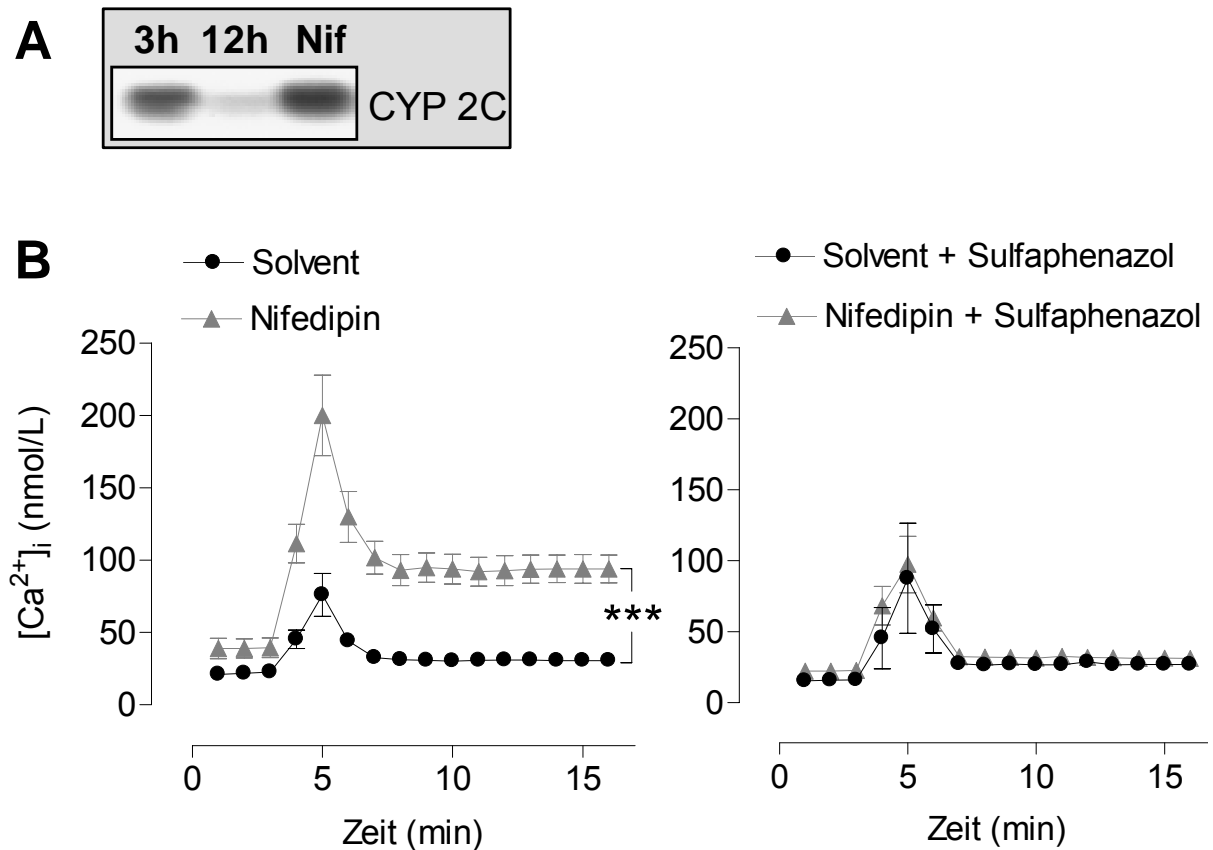 A
3h 12h Nif
CYP 2C
B
Solvent
Nifedipin
250
200
150
100
50
0
[Ca²⁺]ᵢ (nmol/L)
***
0 5 10 15
Zeit (min)
Solvent + Sulfaphenazol
Nifedipin + Sulfaphenazol
250
200
150
100
50
0
0 5 10 15
Zeit (min)